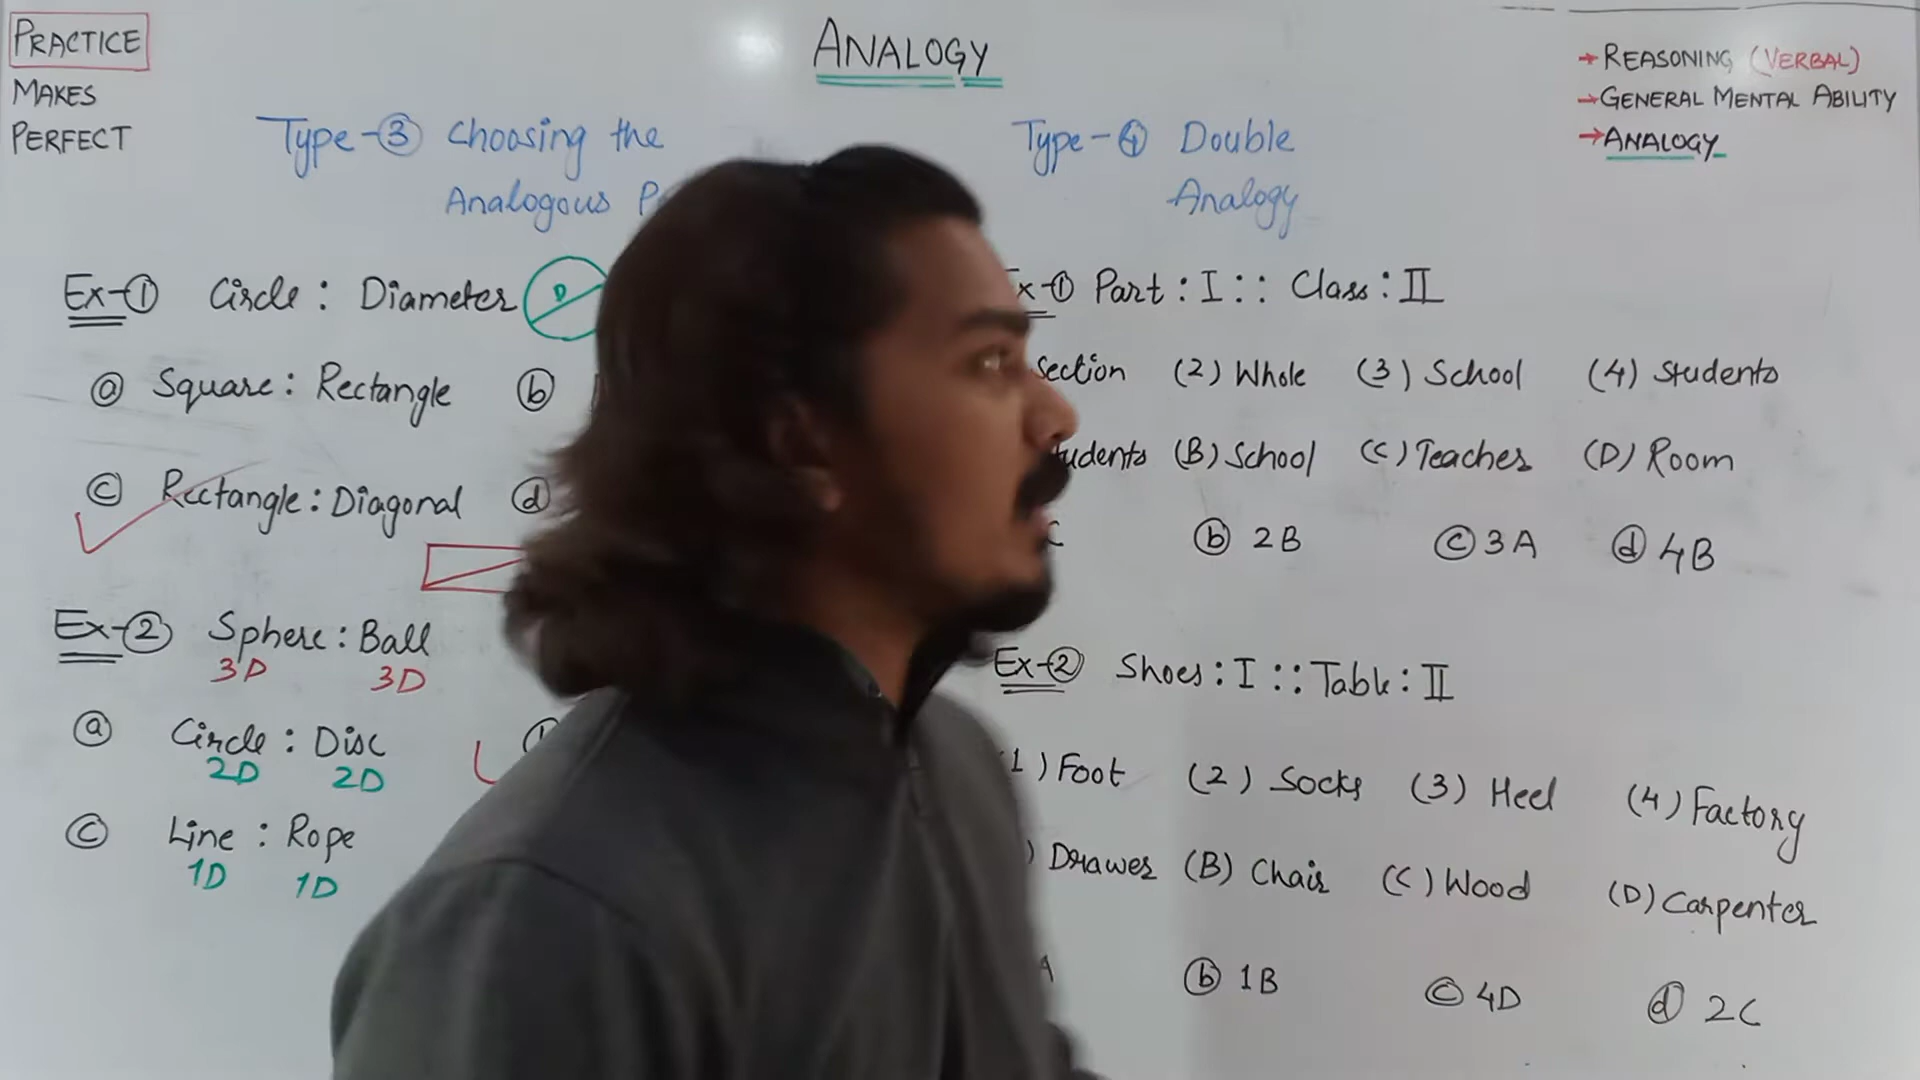 PRACTICE
MAKES
PERFECT
ANALOGY
→ REASONING (VERBAL)
→ GENERAL MENTAL ABILITY
→ ANALOGY
Type-③ Choosing the
Analogous
Ex-① Circle : Diameter
D
ⓐ Square : Rectangle ⓑ
ⓒ Rectangle : Diagonal ⓓ
Ex-② Sphere : Ball
3D 3D
ⓐ Circle : Disc
2D 2D
ⓒ Line : Rope
1D 1D
Type-④ Double
Analogy
Ex-① Part : I :: Class : II
Section (2) Whole (3) School (4) Students
(B) School (C) Teacher (D) Room
ⓑ 2B ⓒ 3A ⓓ 4B
Ex-② Shoes : I :: Table : II
(1) Foot (2) Socks (3) Heel (4) Factory
Drawer (B) Chair (C) Wood (D) Carpenter
ⓑ 1B ⓒ 4D ⓓ 2C